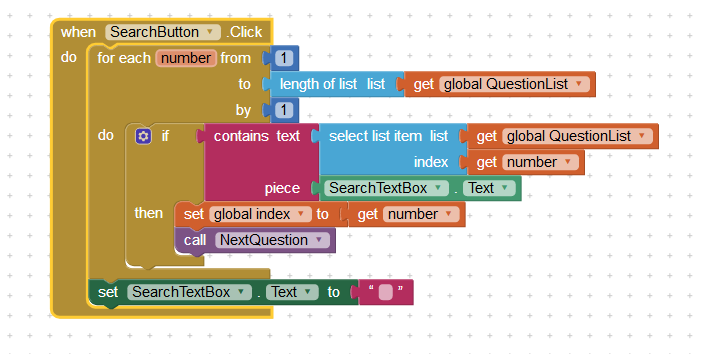 when SearchButton .Click
do for each number from 1
to length of list list get global QuestionList
by 1
do if contains text select list item list get global QuestionList
index get number
piece SearchTextBox . Text
then set global index to get number
call NextQuestion
set SearchTextBox . Text to “ ”